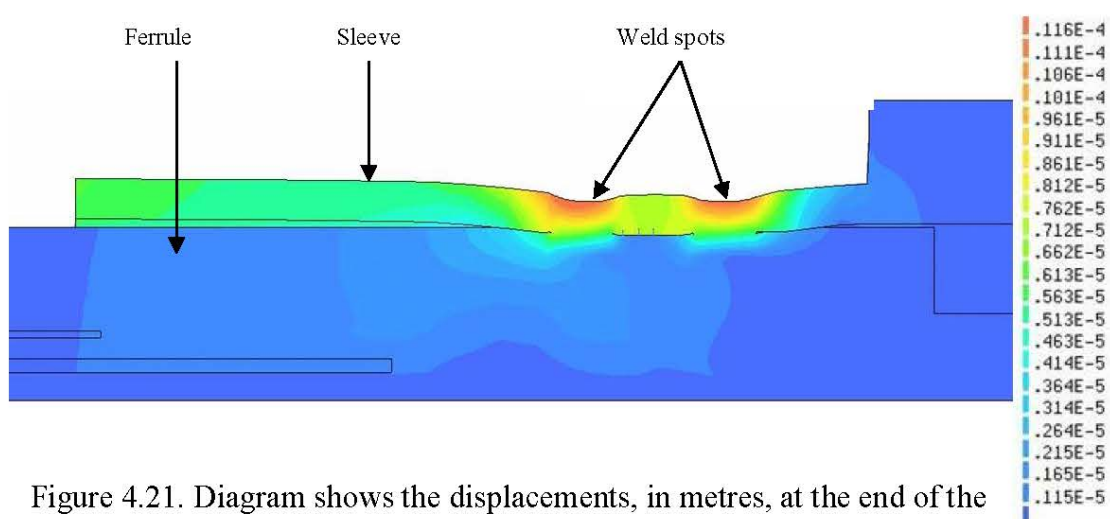 Ferrule Sleeve Weld spots
.116E-4
.111E-4
.106E-4
.101E-4
.961E-5
.911E-5
.861E-5
.812E-5
.762E-5
.712E-5
.662E-5
.613E-5
.563E-5
.513E-5
.463E-5
.414E-5
.364E-5
.314E-5
.264E-5
.215E-5
.165E-5
.115E-5
Figure 4.21. Diagram shows the displacements, in metres, at the end of the